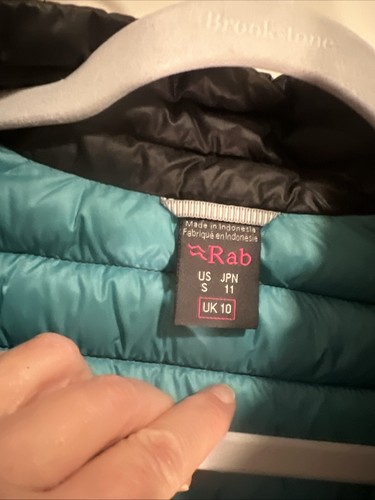 Brookstone
Made in Indonesia
Fabriqué en Indonésie
Rab
US JPN
S 11
UK 10